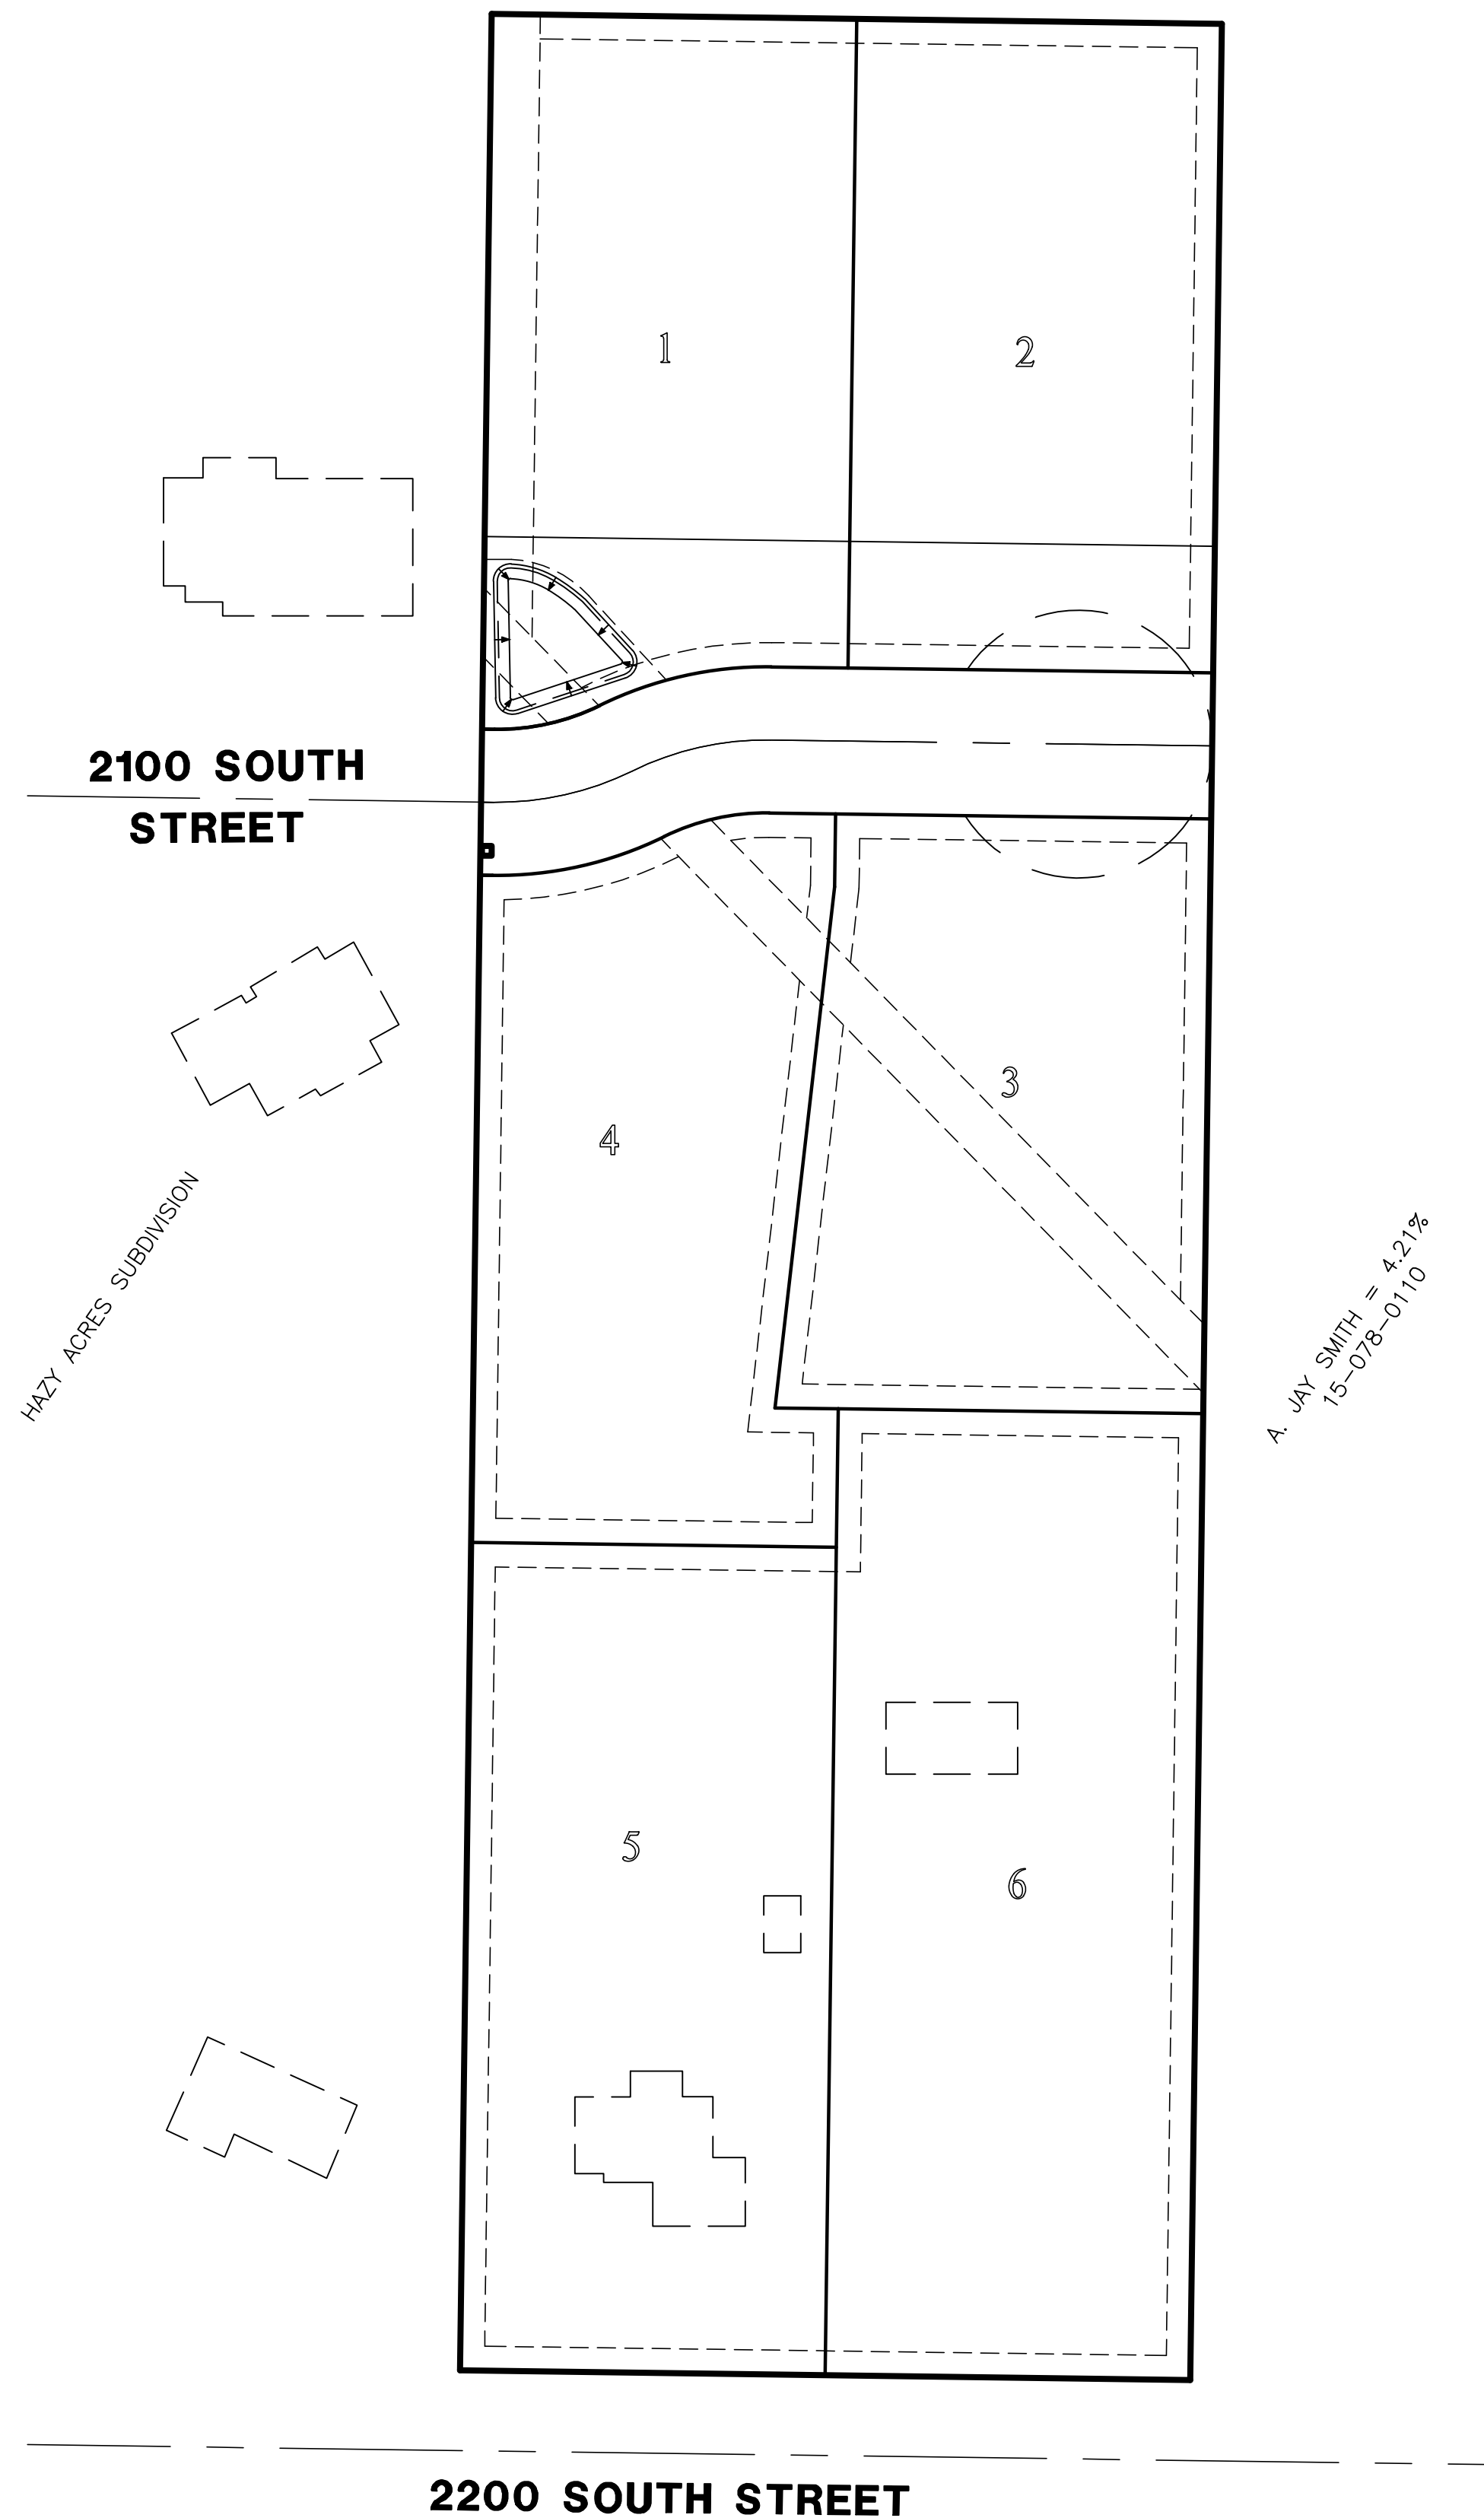 1
2
2100 SOUTH
STREET
3
4
HAZY ACRES SUBDIVISION
A. JAY SMITH = 4.21%
15-078-0110
5
6
2200 SOUTH STREET